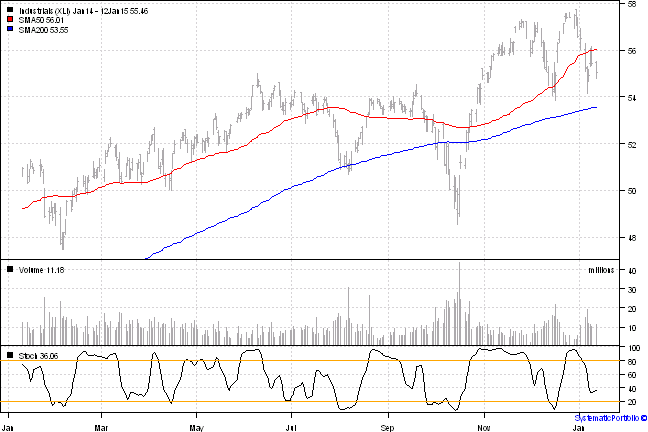 Industrials (XLI) Jan 14 - 12Jan15 55.46
SMA50 56.01
SMA200 53.55
58
56
54
52
50
48
Volume 11.18
millions
40
30
20
10
Stoch 36.06
100
80
60
40
20
Jan
Mar
May
Jul
Sep
Nov
Jan
SystematicPortfolio ©